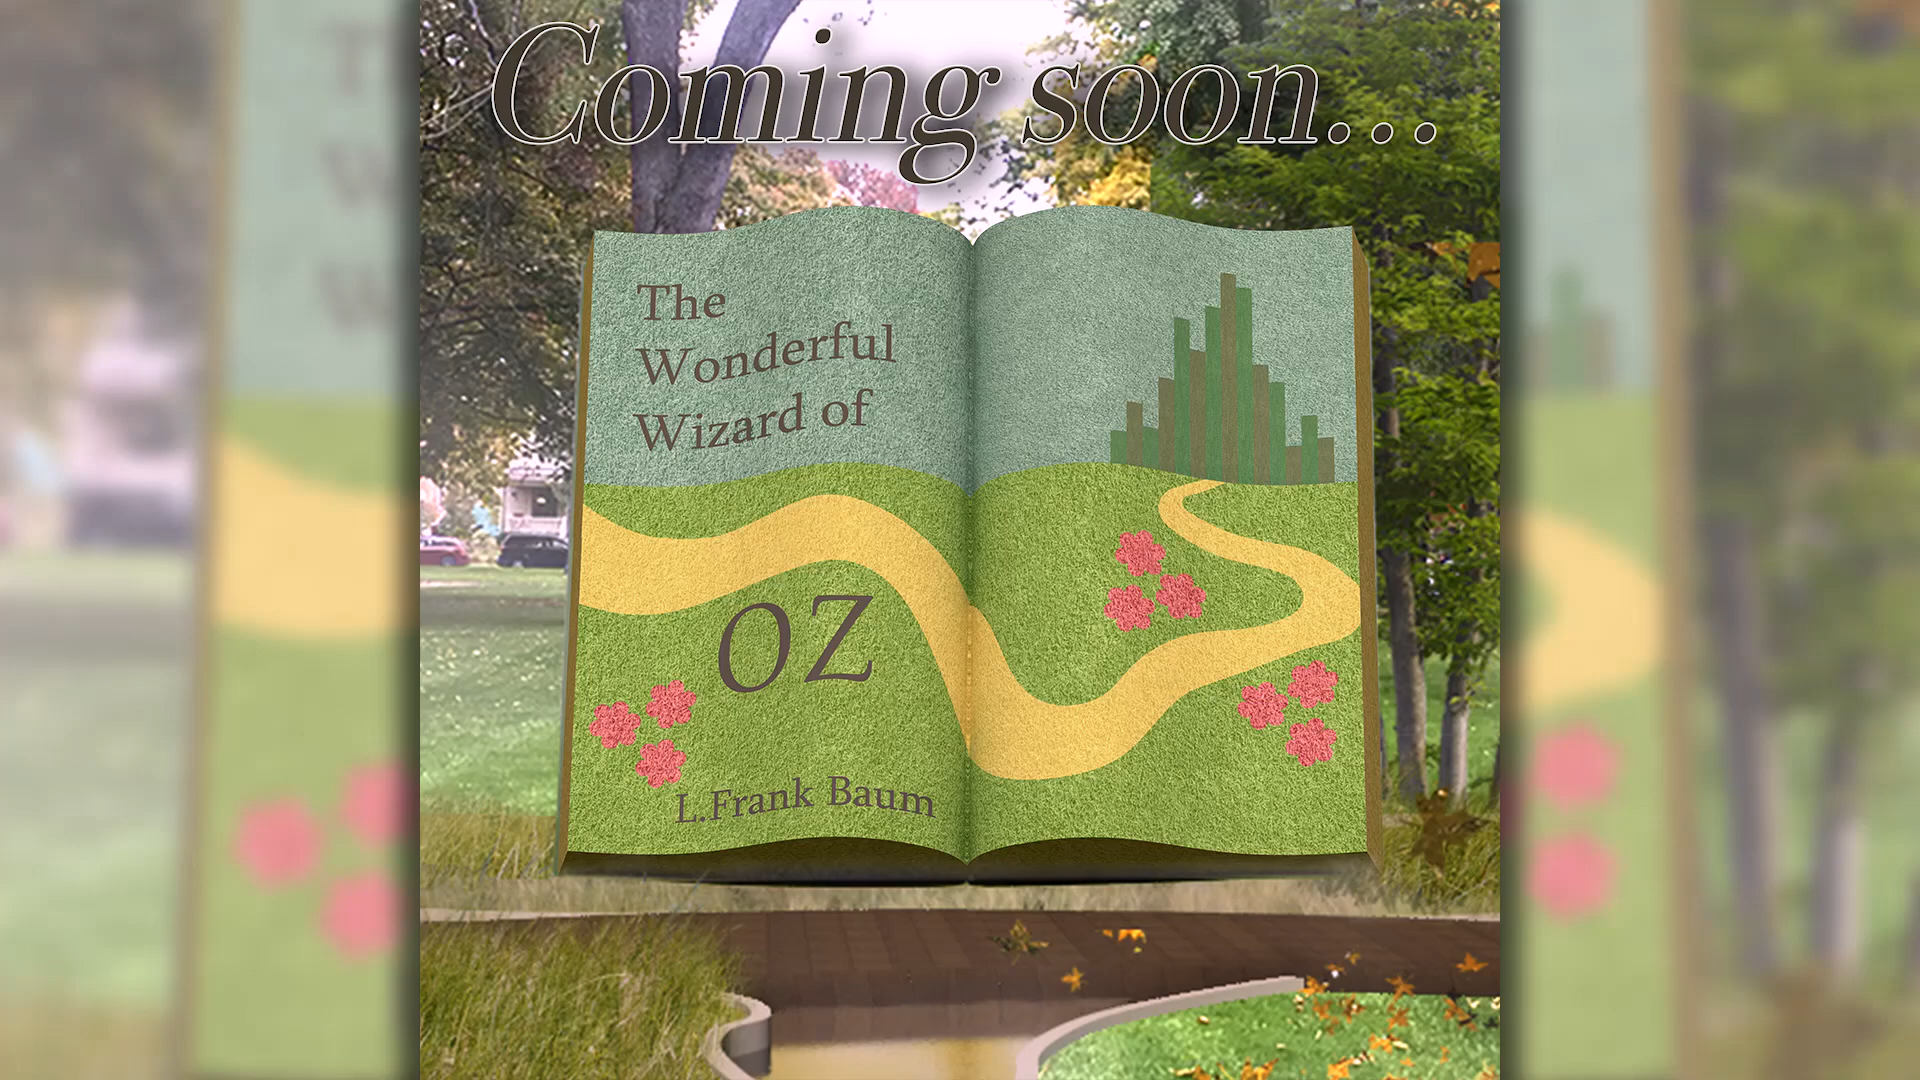 Coming soon...
The
Wonderful
Wizard of
OZ
L.Frank Baum